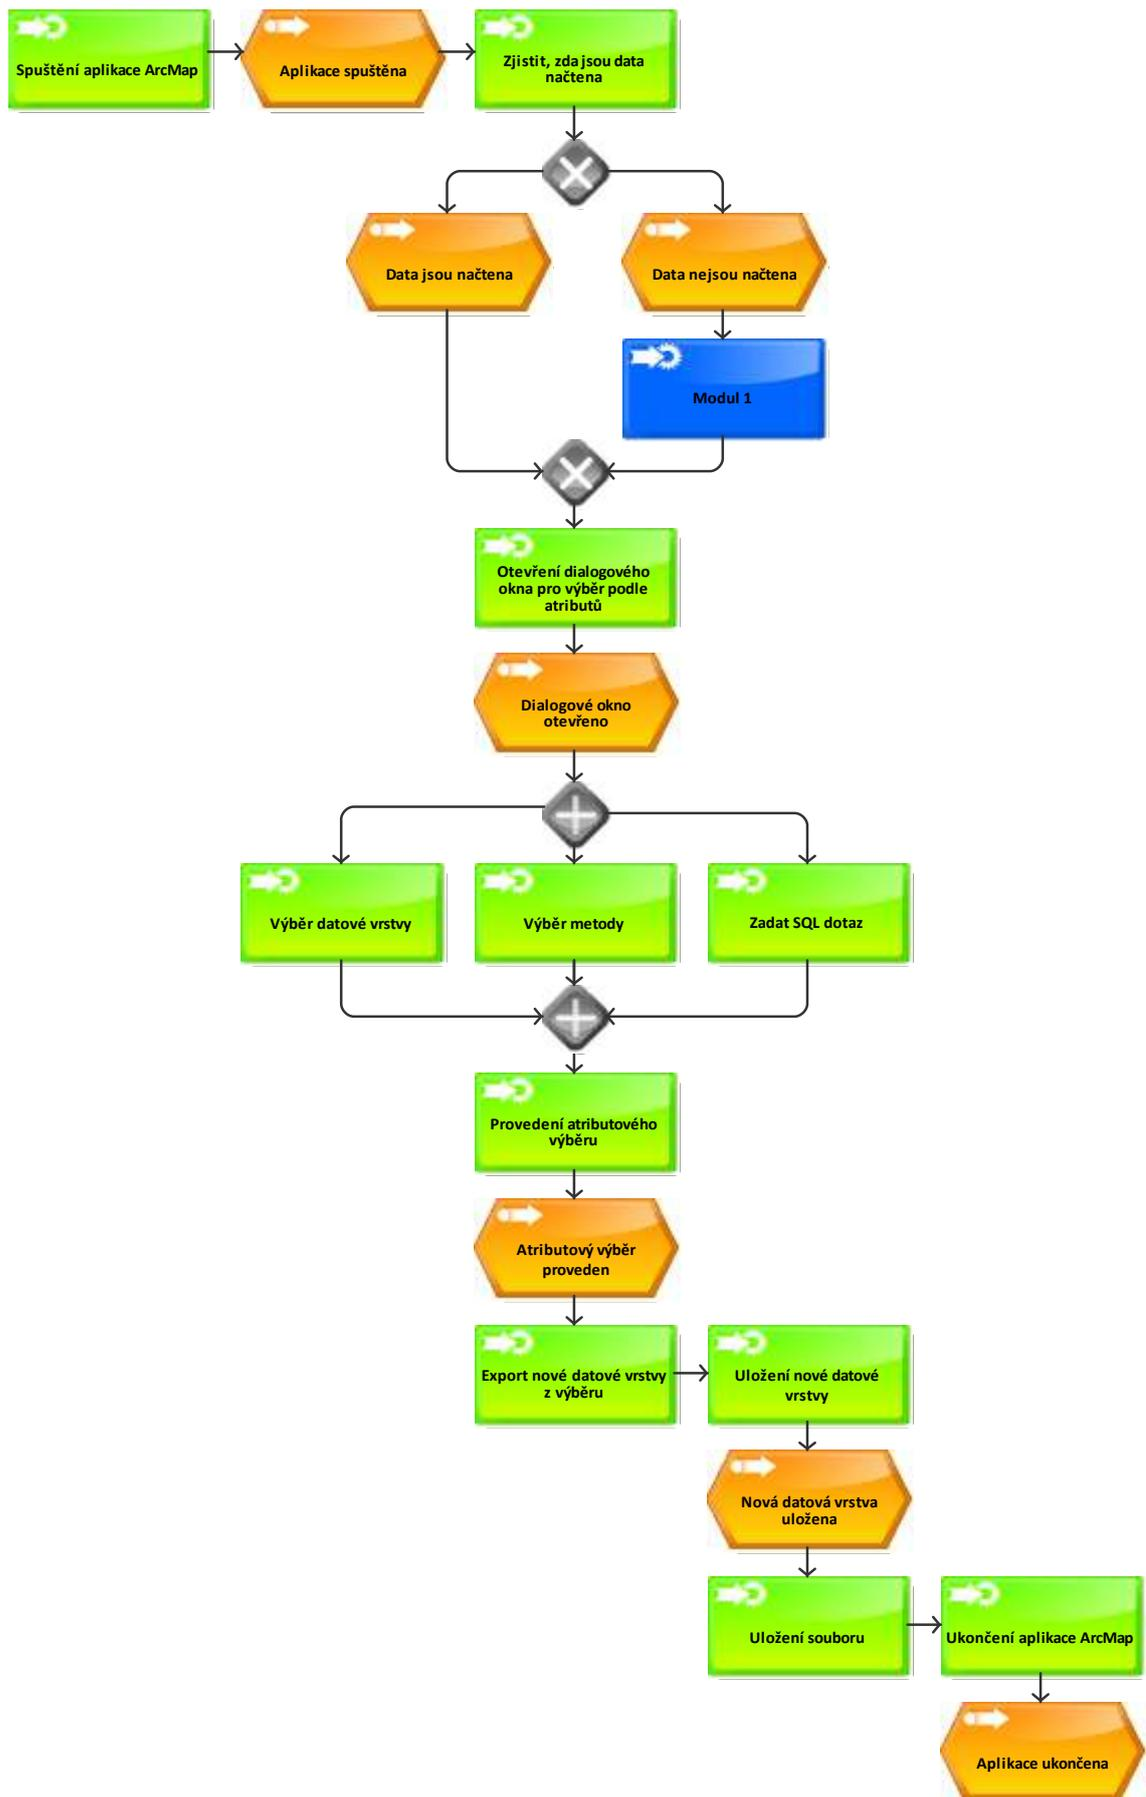 Spuštění aplikace ArcMap
Aplikace spuštěna
Zjistit, zda jsou data
načtena
Data jsou načtena
Data nejsou načtena
Modul 1
Otevření dialogového
okna pro výběr podle
atributů
Dialogové okno
otevřeno
Výběr datové vrstvy
Výběr metody
Zadat SQL dotaz
Provedení atributového
výběru
Atributový výběr
proveden
Export nové datové vrstvy
z výběru
Uložení nové datové
vrstvy
Nová datová vrstva
uložena
Uložení souboru
Ukončení aplikace ArcMap
Aplikace ukončena